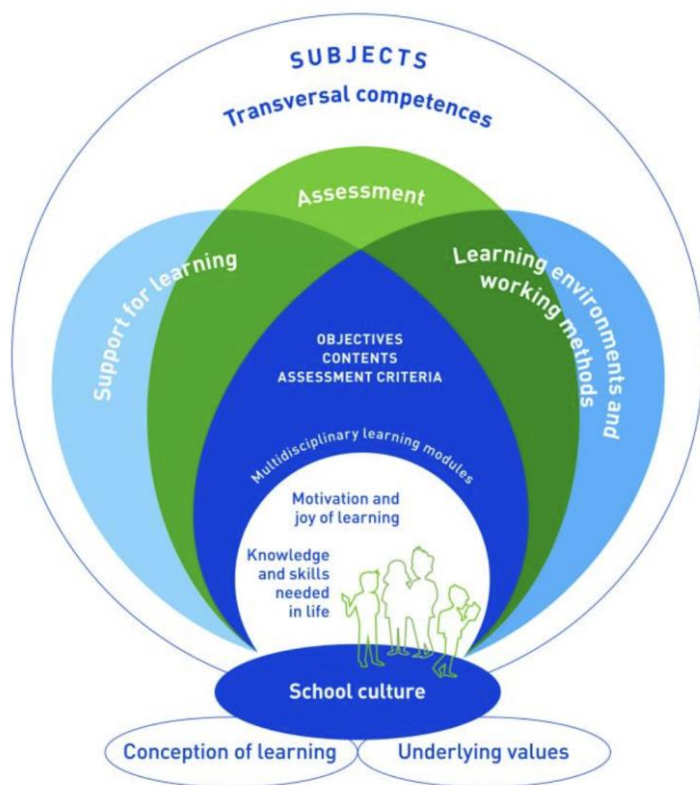 SUBJECTS
Transversal competences
Assessment
Support for learning
Learning environments and
working methods
OBJECTIVES
CONTENTS
ASSESSMENT CRITERIA
Multidisciplinary learning modules
Motivation and
joy of learning
Knowledge
and skills
needed
in life
School culture
Conception of learning
Underlying values